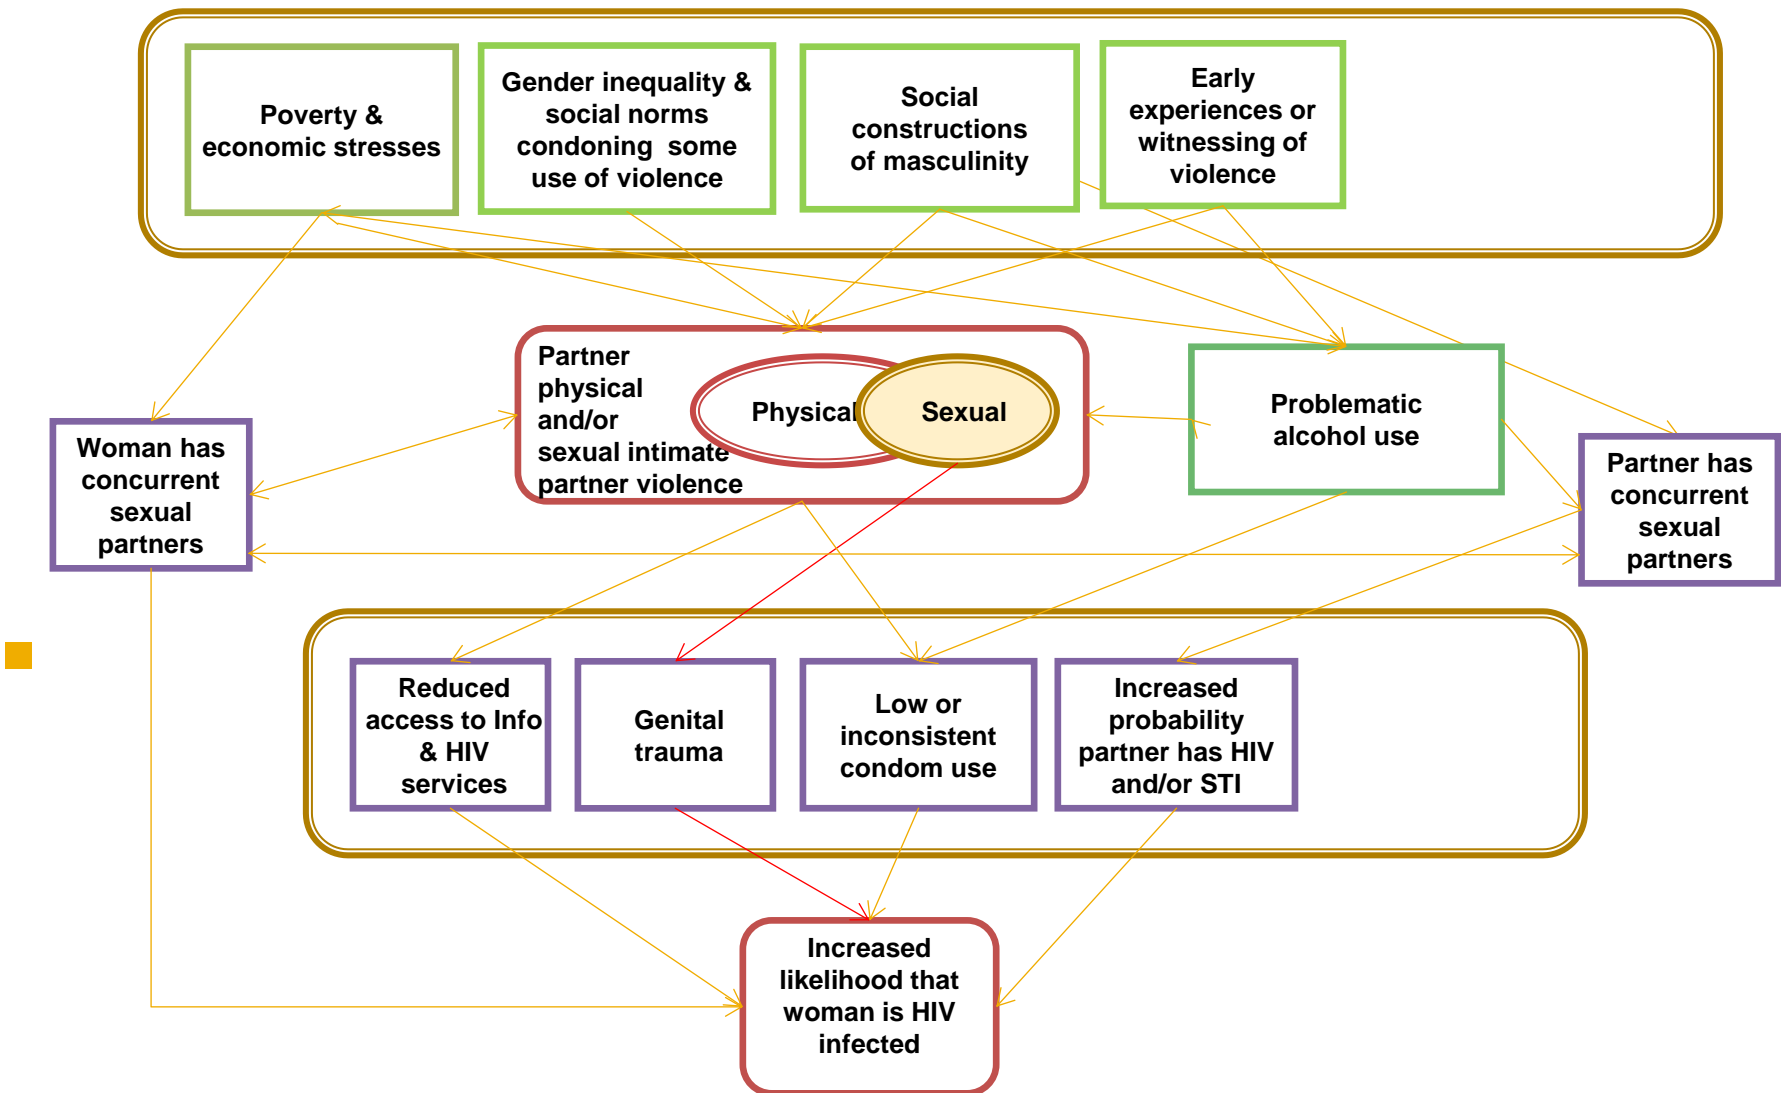 Poverty &
economic stresses
Gender inequality &
social norms
condoning some
use of violence
Social
constructions
of masculinity
Early
experiences or
witnessing of
violence
Partner
physical
and/or
sexual intimate
partner violence
Physical
Sexual
Problematic
alcohol use
Woman has
concurrent
sexual
partners
Partner has
concurrent
sexual
partners
Reduced
access to Info
& HIV
services
Genital
trauma
Low or
inconsistent
condom use
Increased
probability
partner has HIV
and/or STI
Increased
likelihood that
woman is HIV
infected